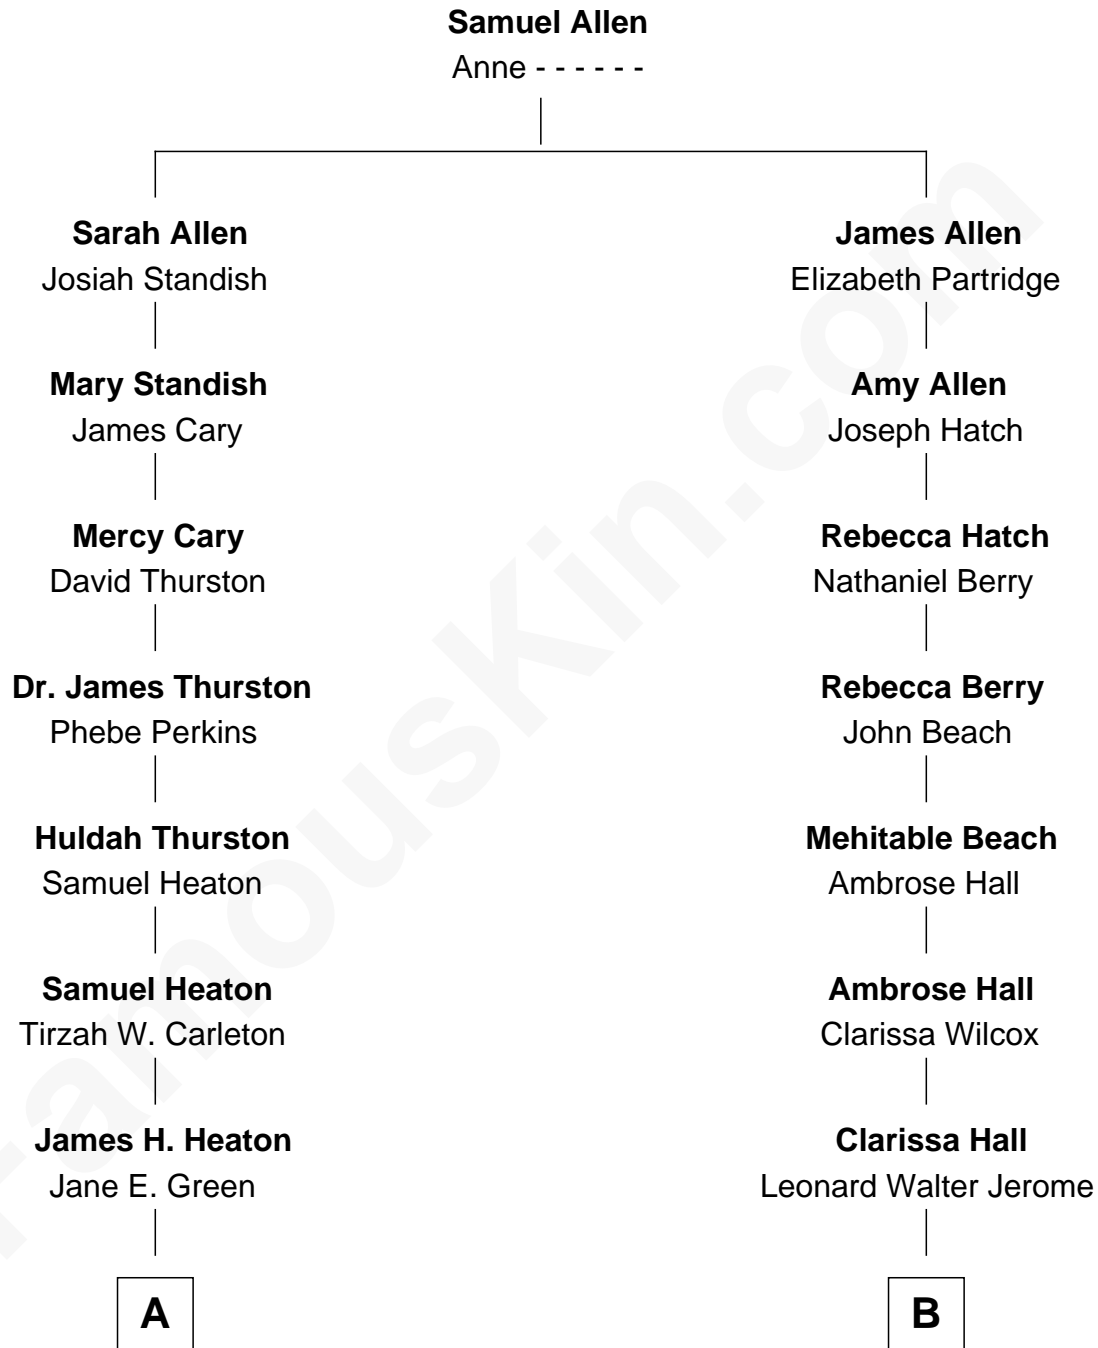 Samuel Allen
Anne - - - - - -
Sarah Allen
Josiah Standish
Mary Standish
James Cary
Mercy Cary
David Thurston
Dr. James Thurston
Phebe Perkins
Huldah Thurston
Samuel Heaton
Samuel Heaton
Tirzah W. Carleton
James H. Heaton
Jane E. Green
A
James Allen
Elizabeth Partridge
Amy Allen
Joseph Hatch
Rebecca Hatch
Nathaniel Berry
Rebecca Berry
John Beach
Mehitable Beach
Ambrose Hall
Ambrose Hall
Clarissa Wilcox
Clarissa Hall
Leonard Walter Jerome
B
FamousKin.com